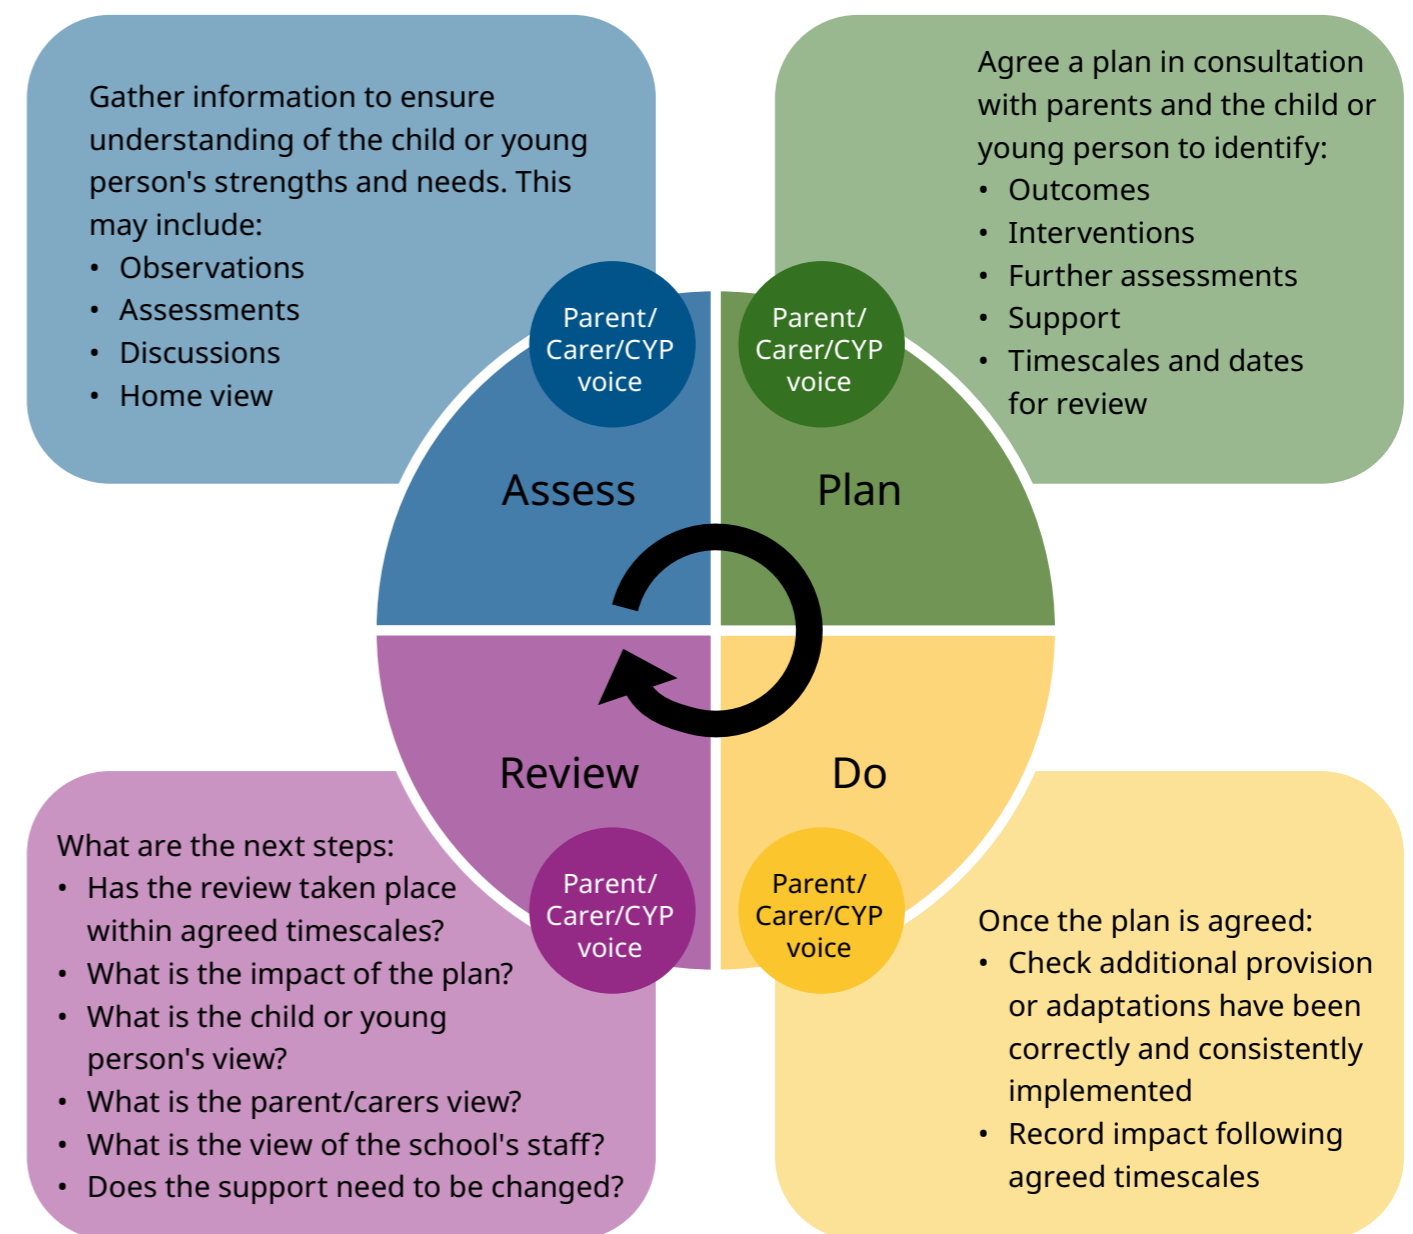 Gather information to ensure
understanding of the child or young
person's strengths and needs. This
may include:
• Observations
• Assessments
• Discussions
• Home view
Parent/
Carer/CYP
voice
Assess
Agree a plan in consultation
with parents and the child or
young person to identify:
• Outcomes
• Interventions
• Further assessments
• Support
• Timescales and dates
for review
Parent/
Carer/CYP
voice
Plan
Do
Parent/
Carer/CYP
voice
Once the plan is agreed:
• Check additional provision
or adaptations have been
correctly and consistently
implemented
• Record impact following
agreed timescales
Review
Parent/
Carer/CYP
voice
What are the next steps:
• Has the review taken place
within agreed timescales?
• What is the impact of the plan?
• What is the child or young
person's view?
• What is the parent/carers view?
• What is the view of the school's staff?
• Does the support need to be changed?